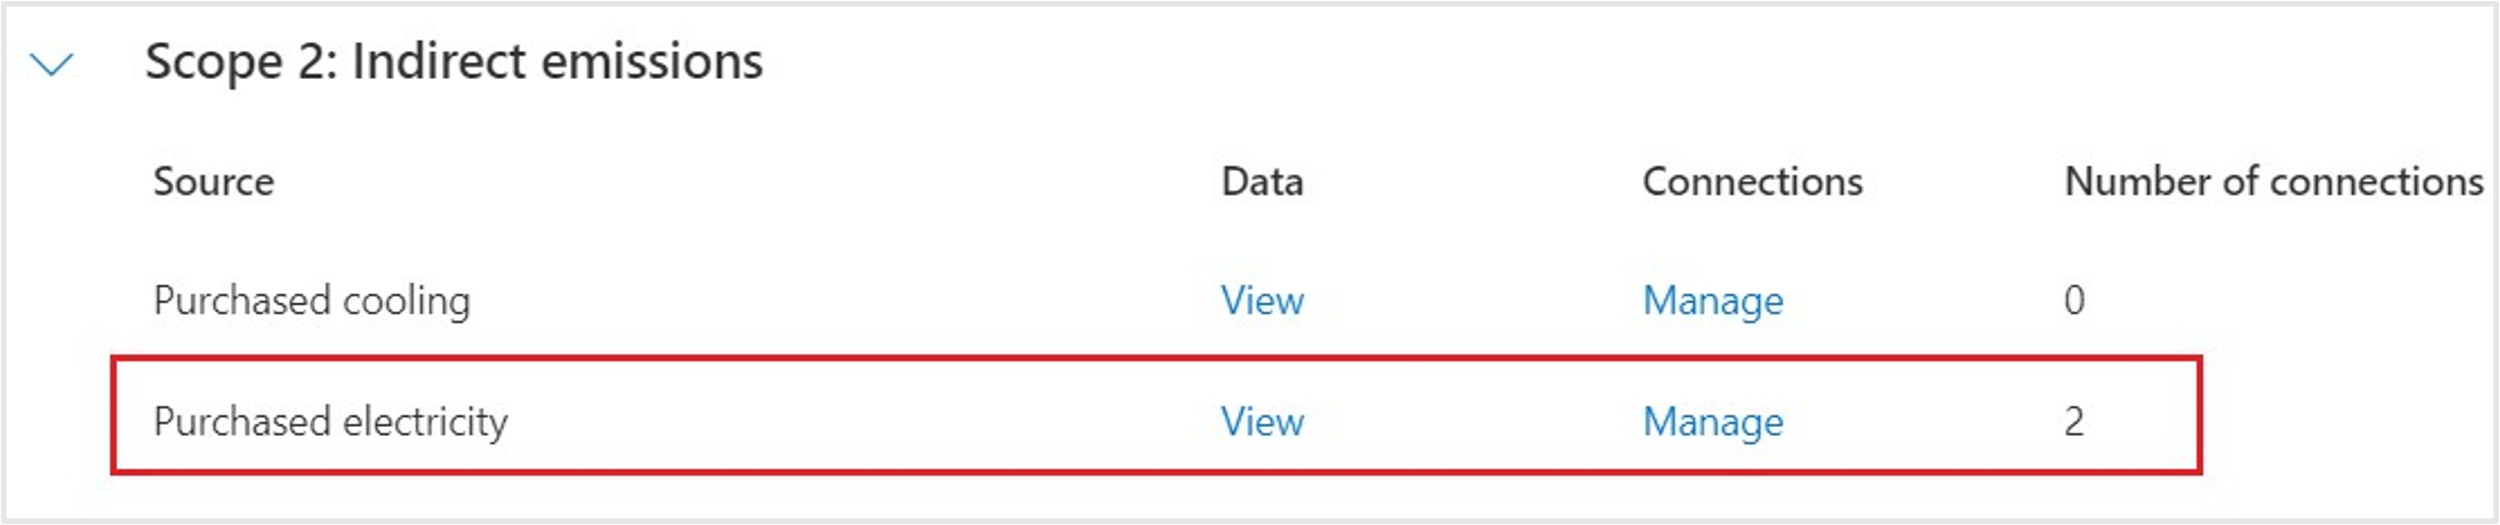 Scope 2: Indirect emissions
Source Data Connections Number of connections
Purchased cooling View Manage 0
Purchased electricity View Manage 2